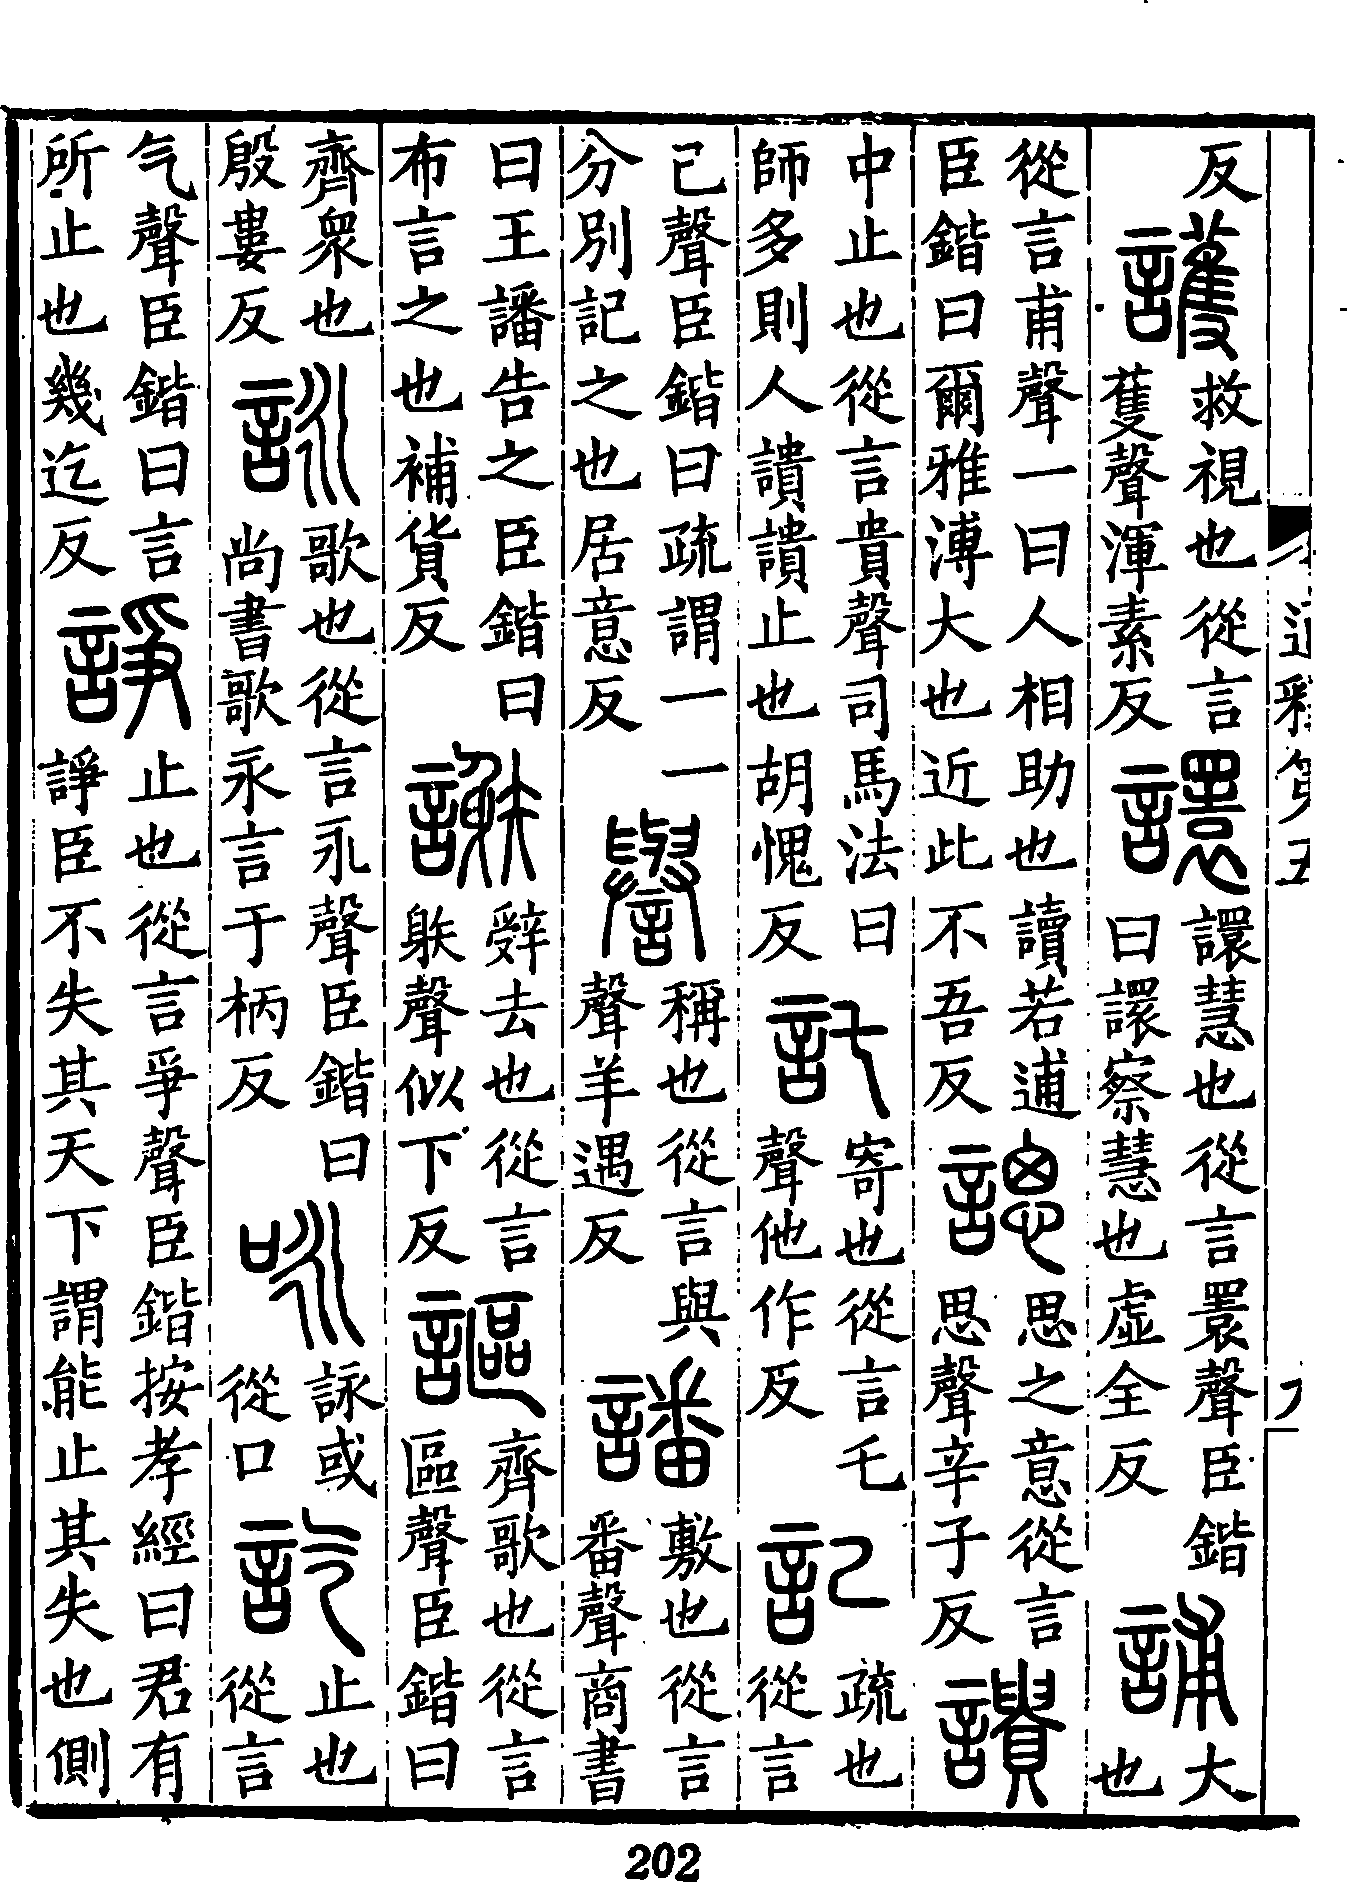 反護救視也從言蒦聲渾素反譞譞慧也從言瞏聲臣鍇曰譞察慧也虛全反誧大也
從言甫聲一曰人相助也讀若逋臣鍇曰爾雅溥大也近此不吾反諰思之意從言思聲辛子反䜋
中止也從言貴聲司馬法曰師多則人䜋䜋止也胡愧反託寄也從言乇聲他作反記疏也從言
己聲臣鍇曰疏謂一一分別記之也居意反譽稱也從言與聲羊遇反譒敷也從言番聲商書
曰王譒告之臣鍇曰布言之也補貨反謝辤去也從言躲聲似下反謳齊歌也從言區聲臣鍇曰
齊衆也殷婁反詠歌也從言永聲臣鍇曰尚書歌永言于柄反咏詠或從口訖止也從言
气聲臣鍇曰言所止也幾迄反諍止也從言爭聲臣鍇按孝經曰君有諍臣不失其天下謂能止其失也側
通釋第五
202